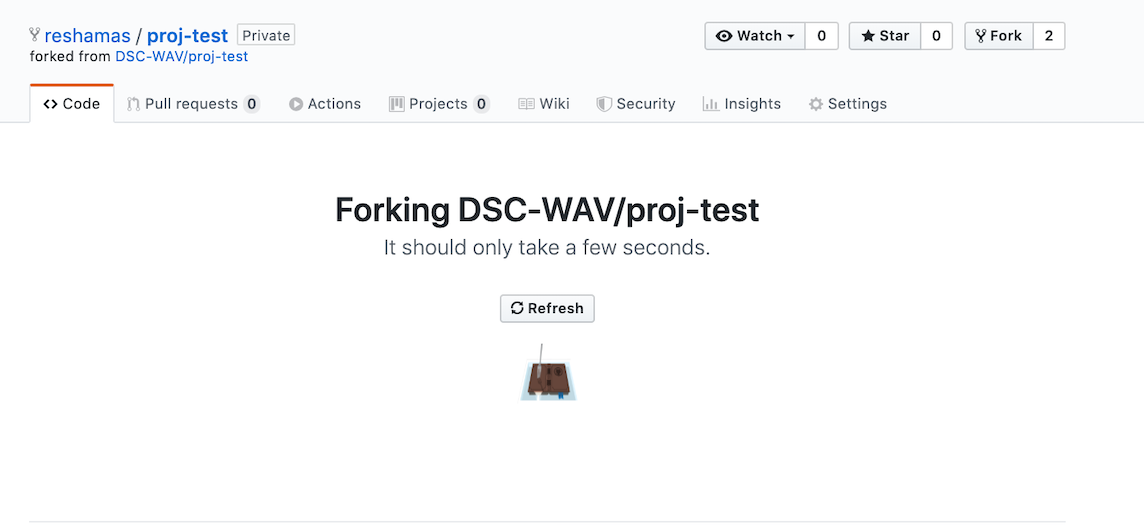 reshamas / proj-test Private Watch 0 Star 0 Fork 2
forked from DSC-WAV/proj-test
Code Pull requests 0 Actions Projects 0 Wiki Security Insights Settings
Forking DSC-WAV/proj-test
It should only take a few seconds.
Refresh